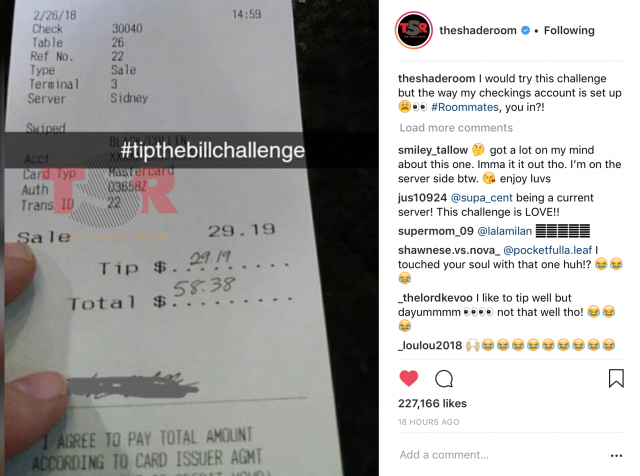 2/26/18 14:59
Check 30040
Table 26
Ref No. 22
Type Sale
Terminal 3
Server Sidney
Swiped
#tipthebillchallenge
Acct
Card Typ Mastercard
Auth 03658Z
Trans ID 22
TSR
Sale 29.19
Tip $......... 29.19
Total $......... 58.38
I AGREE TO PAY TOTAL AMOUNT
ACCORDING TO CARD ISSUER AGMT
TSR
theshaderoom • Following
theshaderoom I would try this challenge
but the way my checkings account is set up
😩👀 #Roommates, you in?!
Load more comments
smiley_tallow 🤔 got a lot on my mind
about this one. Imma it it out tho. I'm on the
server side btw. 😘 enjoy luvs
jus10924 @supa_cent being a current
server! This challenge is LOVE!!
supermom_09 @lalamilan
shawnese.vs.nova_ @pocketfulla.leaf I
touched your soul with that one huh!? 😂😂
😂
_thelordkevoo I like to tip well but
dayummmm 👀👀 not that well tho! 😂😂
😂
_loulou2018 🙌🏻😂😂😂😂😂😂😂😂😂
227,166 likes
18 HOURS AGO
Add a comment...